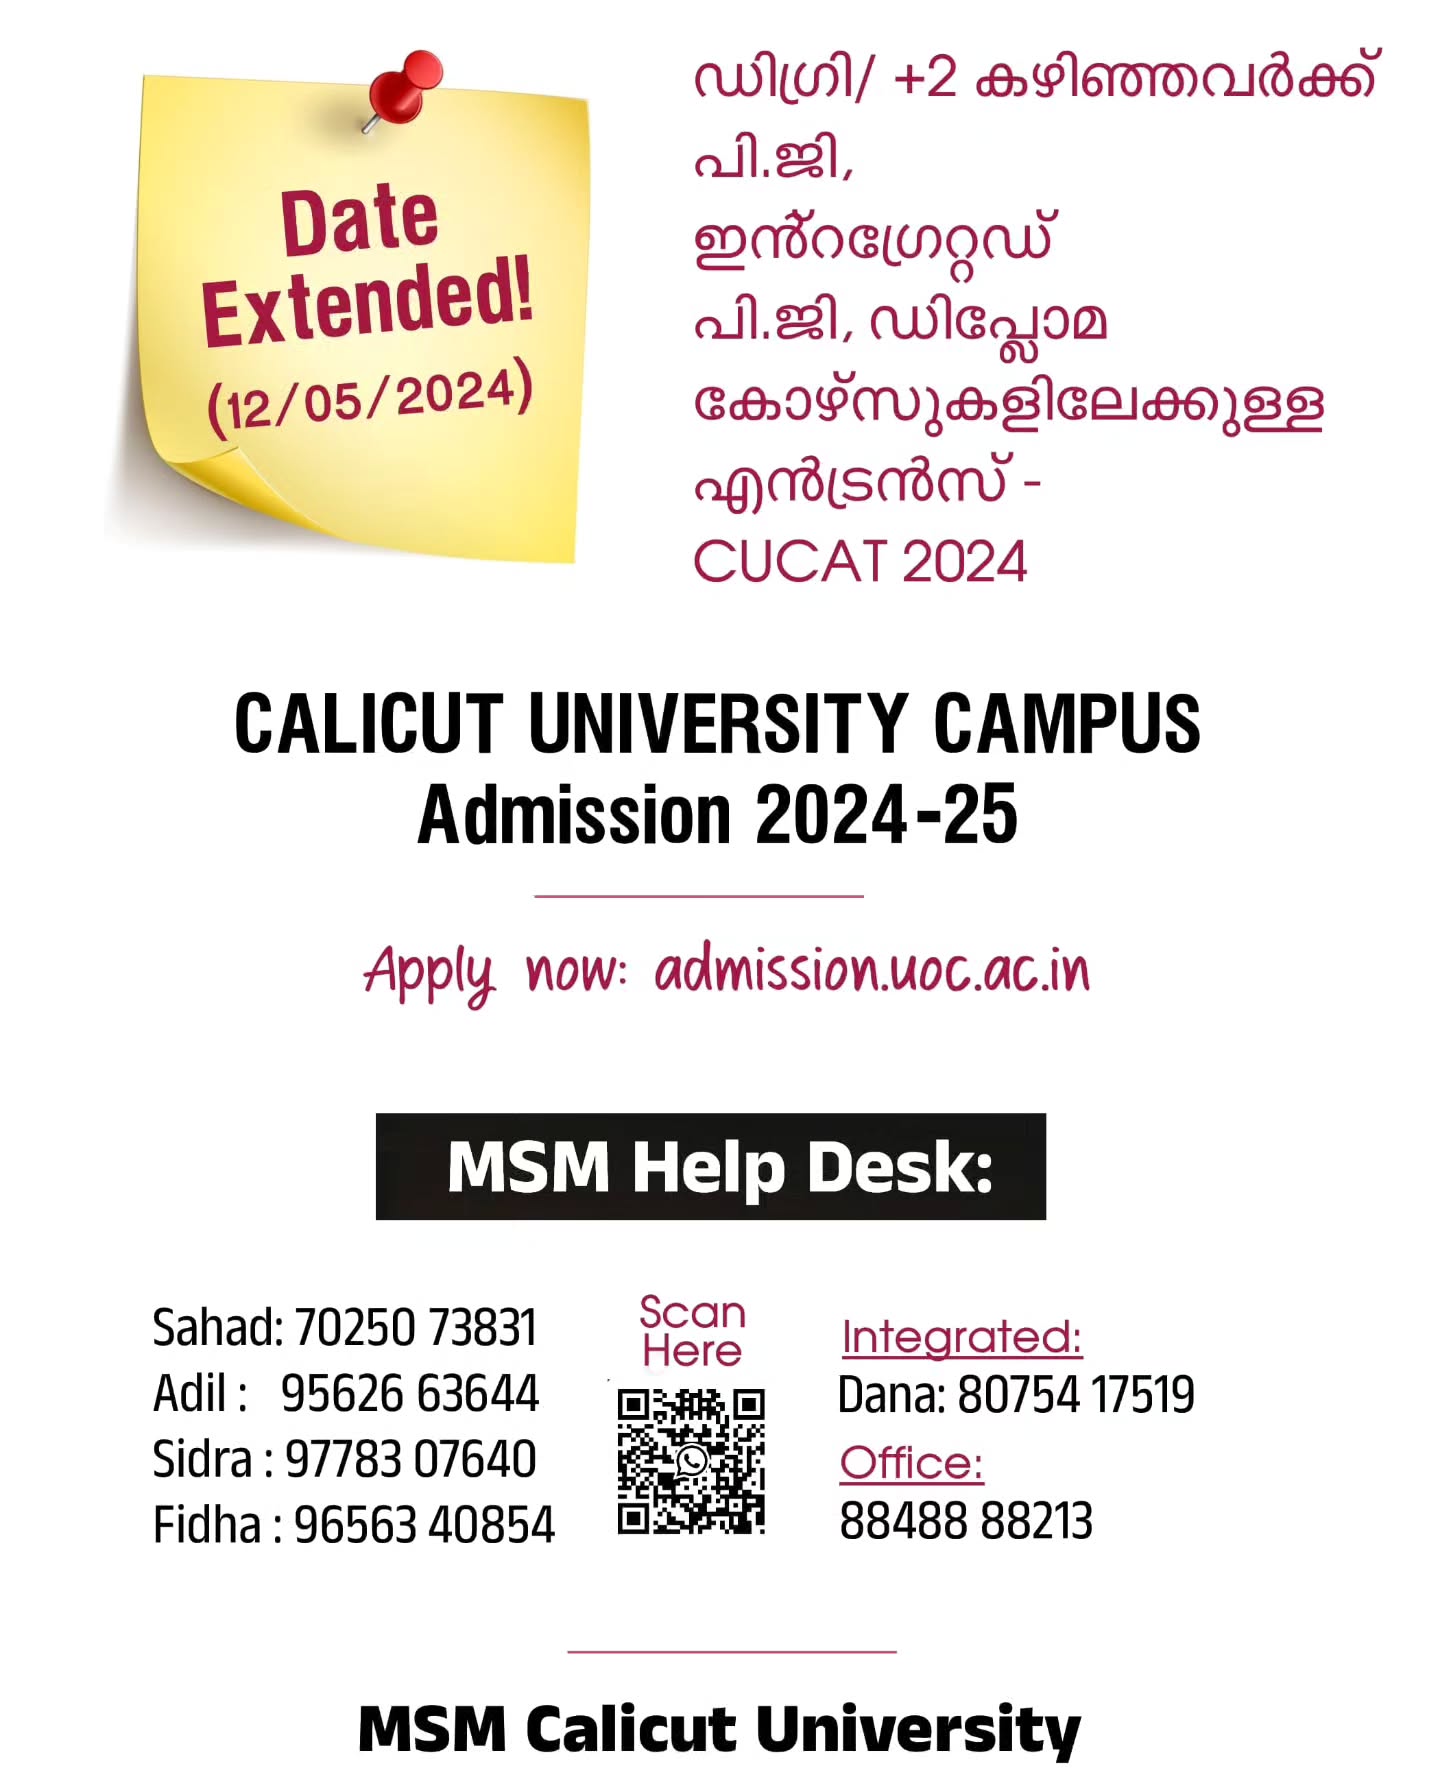 Date
Extended!
(12/05/2024)
ഡിഗ്രി/ +2 കഴിഞ്ഞവർക്ക്
പി.ജി,
ഇൻ്റഗ്രേറ്റഡ്
പി.ജി, ഡിപ്ലോമ
കോഴ്സുകളിലേക്കുള്ള
എൻട്രൻസ് -
CUCAT 2024
CALICUT UNIVERSITY CAMPUS
Admission 2024-25
Apply now: admission.uoc.ac.in
MSM Help Desk:
Sahad: 70250 73831
Adil : 95626 63644
Sidra : 97783 07640
Fidha : 96563 40854
Scan
Here
Integrated:
Dana: 80754 17519
Office:
88488 88213
MSM Calicut University